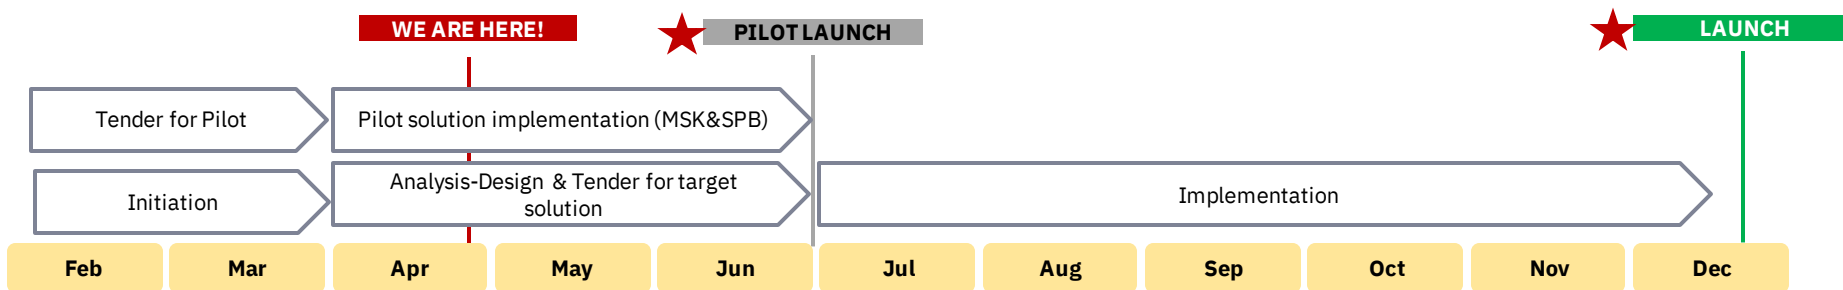 WE ARE HERE!
PILOT LAUNCH
LAUNCH
Tender for Pilot
Pilot solution implementation (MSK&SPB)
Initiation
Analysis-Design & Tender for target
solution
Implementation
Feb
Mar
Apr
May
Jun
Jul
Aug
Sep
Oct
Nov
Dec